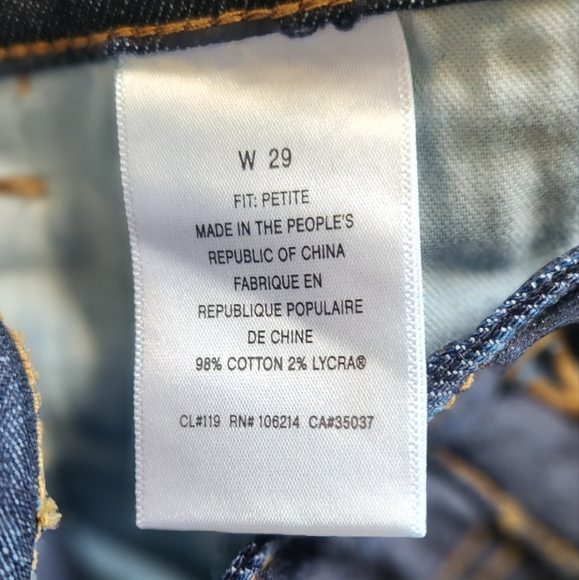 W 29
FIT: PETITE
MADE IN THE PEOPLE'S
REPUBLIC OF CHINA
FABRIQUE EN
REPUBLIQUE POPULAIRE
DE CHINE
98% COTTON 2% LYCRA®
CL#119 RN# 106214 CA#35037